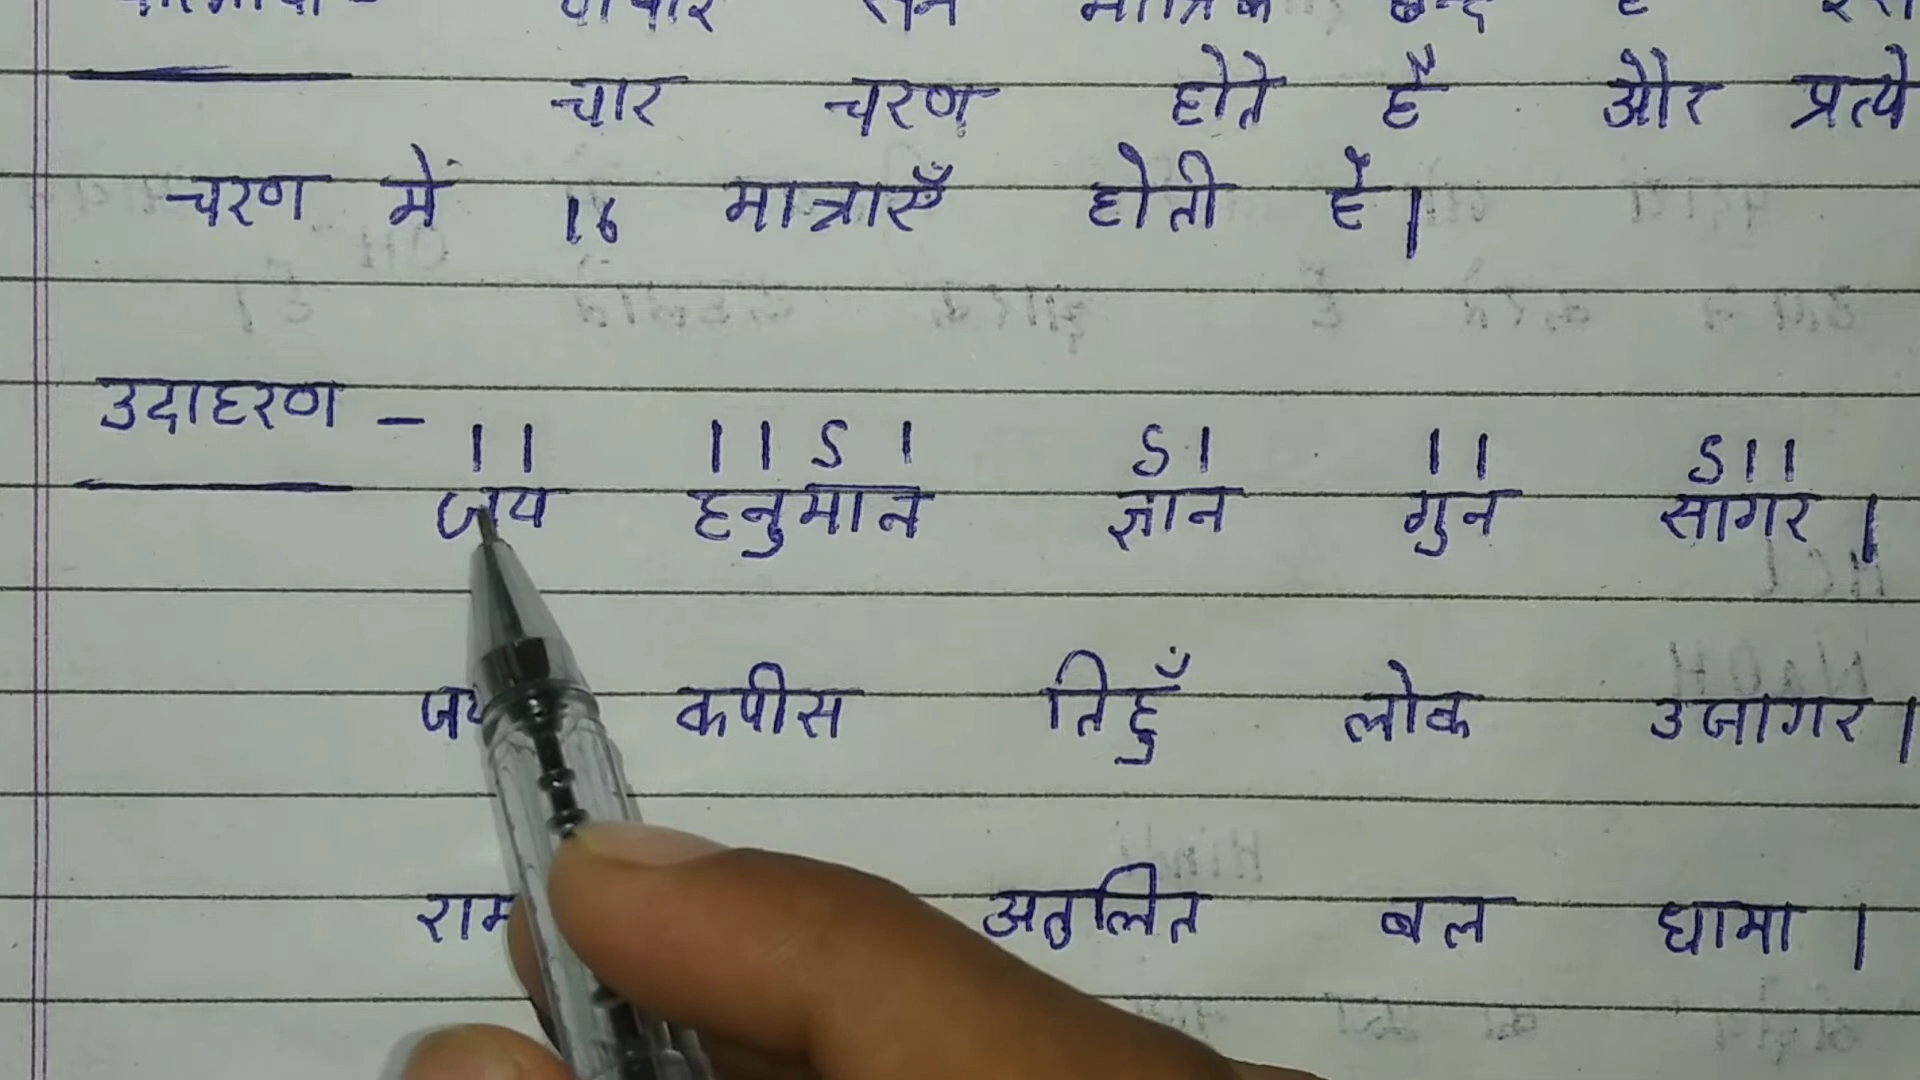 चार चरण होते है और प्रत्ये
चरण में 16 मात्राएँ होती है।
उदाहरण - ।। ।।ऽ। ऽ। ।। ऽ।।
जय हनुमान ज्ञान गुन सागर।
कपीस तिहुँ लोक उजागर।
राम अतुलित बल धामा।